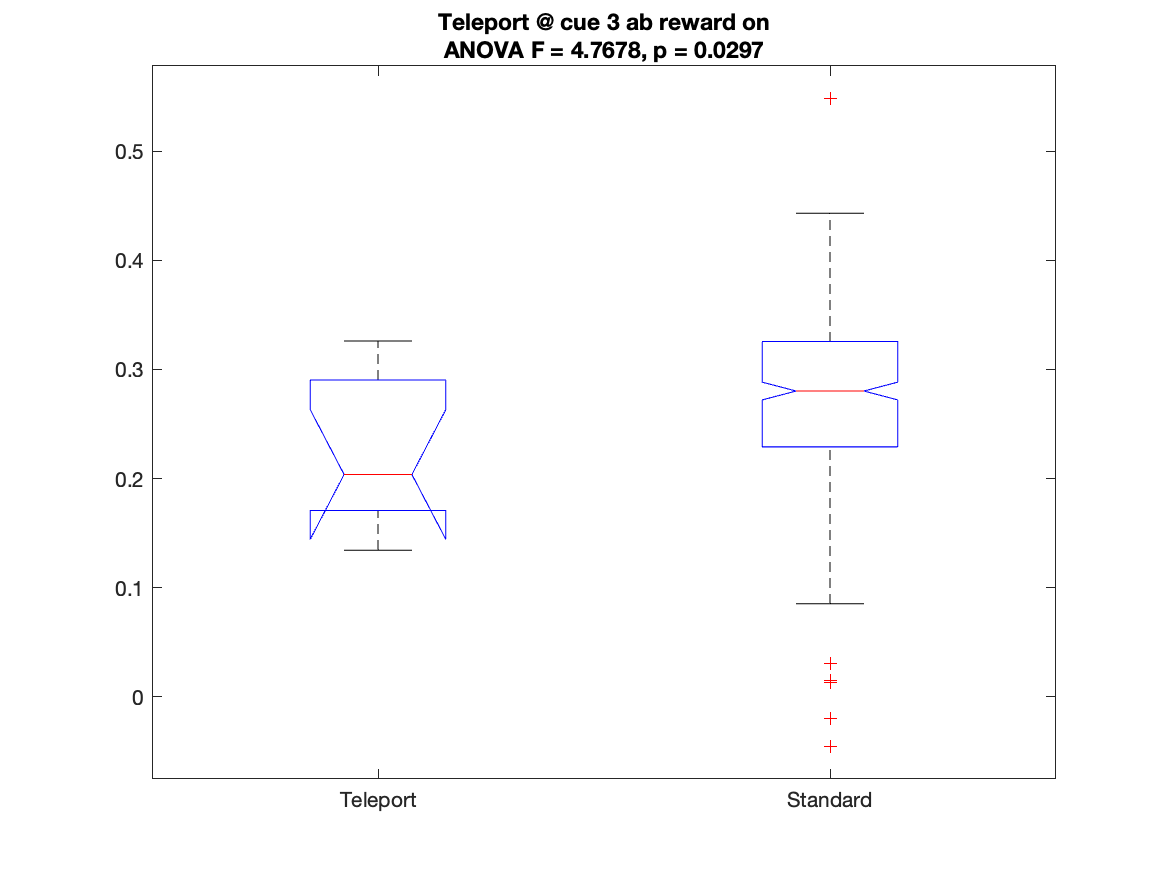 Teleport @ cue 3 ab reward on
ANOVA F = 4.7678, p = 0.0297
0.5
0.4
0.3
0.2
0.1
0
Teleport
Standard